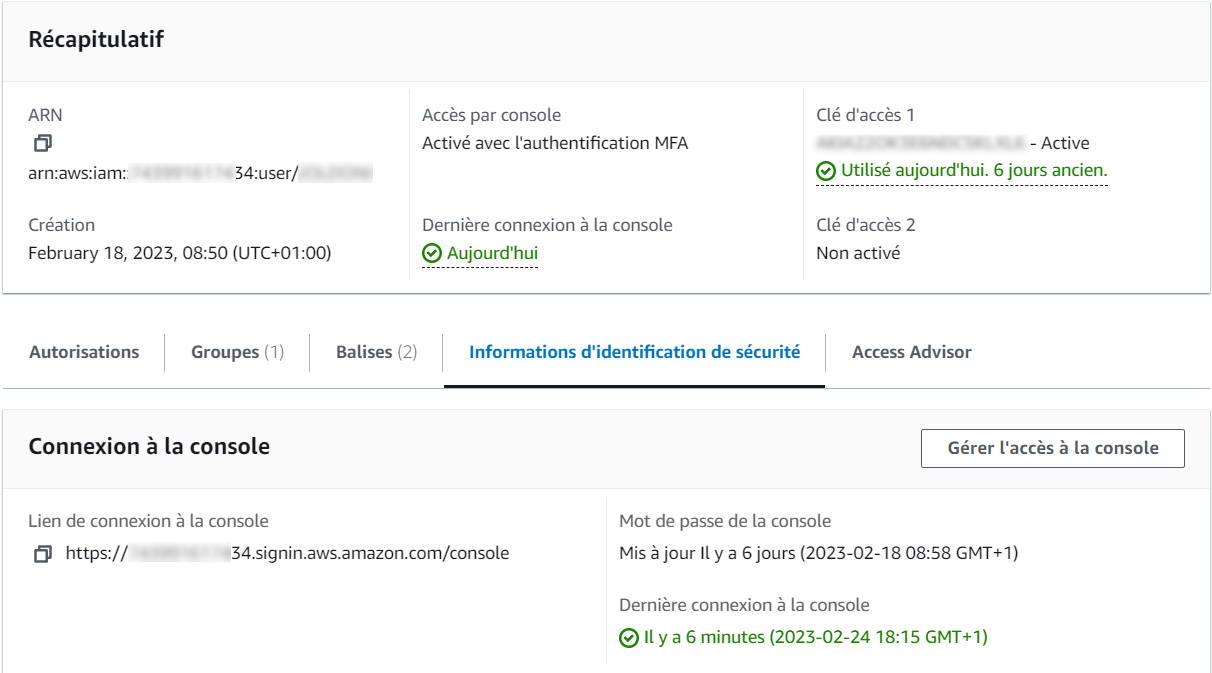 Récapitulatif
ARN
arn:aws:iam::34:user/
Création
February 18, 2023, 08:50 (UTC+01:00)
Accès par console
Activé avec l'authentification MFA
Dernière connexion à la console
Aujourd'hui
Clé d'accès 1
- Active
Utilisé aujourd'hui. 6 jours ancien.
Clé d'accès 2
Non activé
Autorisations
Groupes (1)
Balises (2)
Informations d'identification de sécurité
Access Advisor
Connexion à la console
Gérer l'accès à la console
Lien de connexion à la console
https://34.signin.aws.amazon.com/console
Mot de passe de la console
Mis à jour Il y a 6 jours (2023-02-18 08:58 GMT+1)
Dernière connexion à la console
Il y a 6 minutes (2023-02-24 18:15 GMT+1)